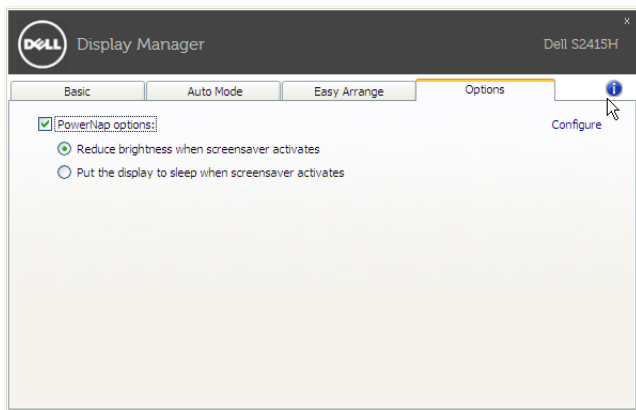 x
DELL Display Manager Dell S2415H
Basic Auto Mode Easy Arrange Options i
PowerNap options: Configure
Reduce brightness when screensaver activates
Put the display to sleep when screensaver activates